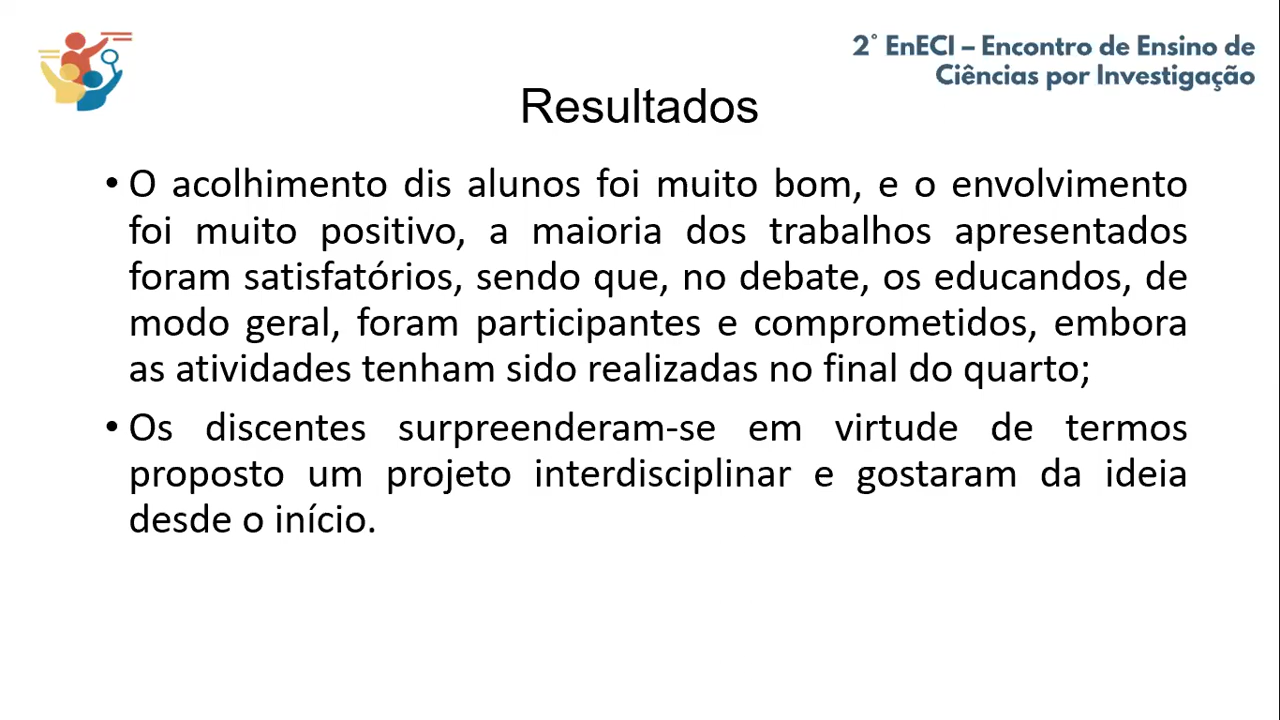 2° EnECI – Encontro de Ensino de
Ciências por Investigação
Resultados
• O acolhimento dis alunos foi muito bom, e o envolvimento
foi muito positivo, a maioria dos trabalhos apresentados
foram satisfatórios, sendo que, no debate, os educandos, de
modo geral, foram participantes e comprometidos, embora
as atividades tenham sido realizadas no final do quarto;
• Os discentes surpreenderam-se em virtude de termos
proposto um projeto interdisciplinar e gostaram da ideia
desde o início.